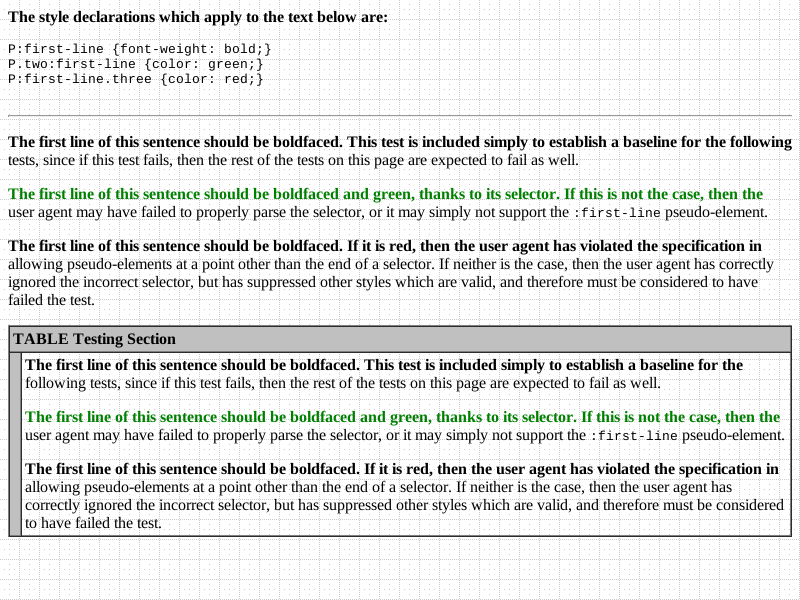 The style declarations which apply to the text below are:
P:first-line {font-weight: bold;}
P.two:first-line {color: green;}
P:first-line.three {color: red;}
The first line of this sentence should be boldfaced. This test is included simply to establish a baseline for the following
tests, since if this test fails, then the rest of the tests on this page are expected to fail as well.
The first line of this sentence should be boldfaced and green, thanks to its selector. If this is not the case, then the
user agent may have failed to properly parse the selector, or it may simply not support the :first-line pseudo-element.
The first line of this sentence should be boldfaced. If it is red, then the user agent has violated the specification in
allowing pseudo-elements at a point other than the end of a selector. If neither is the case, then the user agent has correctly
ignored the incorrect selector, but has suppressed other styles which are valid, and therefore must be considered to have
failed the test.
TABLE Testing Section
The first line of this sentence should be boldfaced. This test is included simply to establish a baseline for the
following tests, since if this test fails, then the rest of the tests on this page are expected to fail as well.
The first line of this sentence should be boldfaced and green, thanks to its selector. If this is not the case, then the
user agent may have failed to properly parse the selector, or it may simply not support the :first-line pseudo-element.
The first line of this sentence should be boldfaced. If it is red, then the user agent has violated the specification in
allowing pseudo-elements at a point other than the end of a selector. If neither is the case, then the user agent has
correctly ignored the incorrect selector, but has suppressed other styles which are valid, and therefore must be considered
to have failed the test.